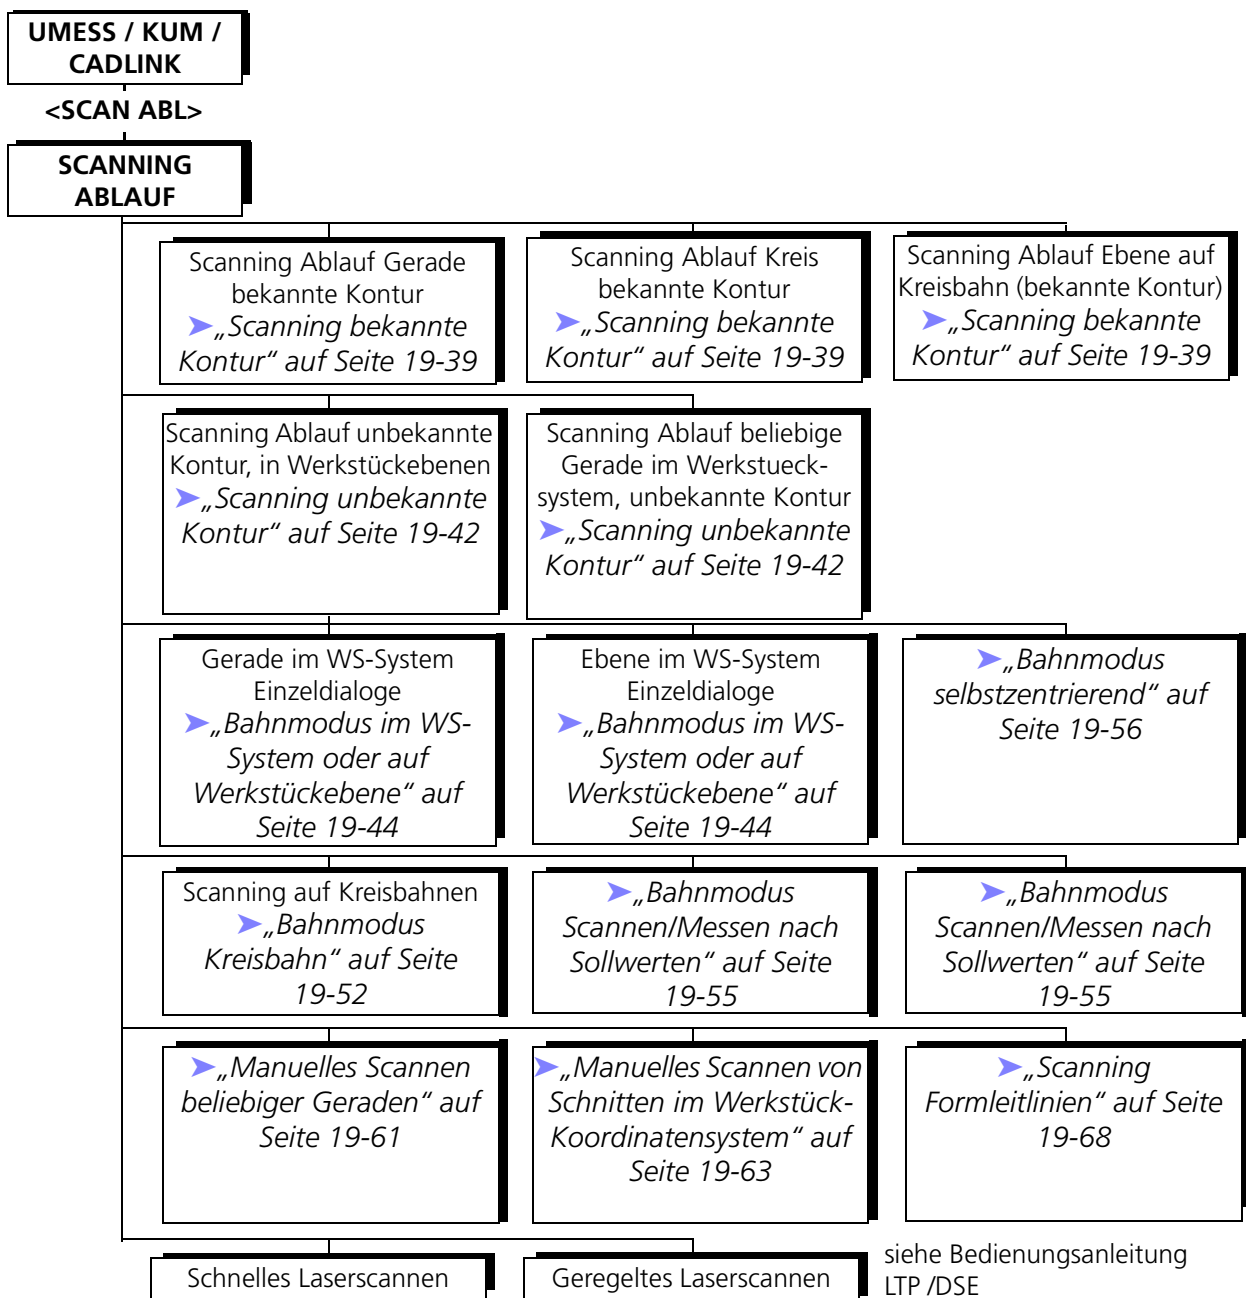 UMESS / KUM /
CADLINK
<SCAN ABL>
SCANNING
ABLAUF
Scanning Ablauf Gerade
bekannte Kontur
➤„Scanning bekannte
Kontur“ auf Seite 19-39
Scanning Ablauf Kreis
bekannte Kontur
➤„Scanning bekannte
Kontur“ auf Seite 19-39
Scanning Ablauf Ebene auf
Kreisbahn (bekannte Kontur)
➤„Scanning bekannte
Kontur“ auf Seite 19-39
Scanning Ablauf unbekannte
Kontur, in Werkstückebenen
➤„Scanning unbekannte
Kontur“ auf Seite 19-42
Scanning Ablauf beliebige
Gerade im Werkstueck-
system, unbekannte Kontur
➤„Scanning unbekannte
Kontur“ auf Seite 19-42
Gerade im WS-System
Einzeldialoge
➤„Bahnmodus im WS-
System oder auf
Werkstückebene“ auf
Seite 19-44
Ebene im WS-System
Einzeldialoge
➤„Bahnmodus im WS-
System oder auf
Werkstückebene“ auf
Seite 19-44
➤„Bahnmodus
selbstzentrierend“ auf
Seite 19-56
Scanning auf Kreisbahnen
➤„Bahnmodus
Kreisbahn“ auf Seite
19-52
➤„Bahnmodus
Scannen/Messen nach
Sollwerten“ auf Seite
19-55
➤„Bahnmodus
Scannen/Messen nach
Sollwerten“ auf Seite
19-55
➤„Manuelles Scannen
beliebiger Geraden“ auf
Seite 19-61
➤„Manuelles Scannen von
Schnitten im Werkstück-
Koordinatensystem“ auf
Seite 19-63
➤„Scanning
Formleitlinien“ auf Seite
19-68
Schnelles Laserscannen
Geregeltes Laserscannen
siehe Bedienungsanleitung
LTP /DSE